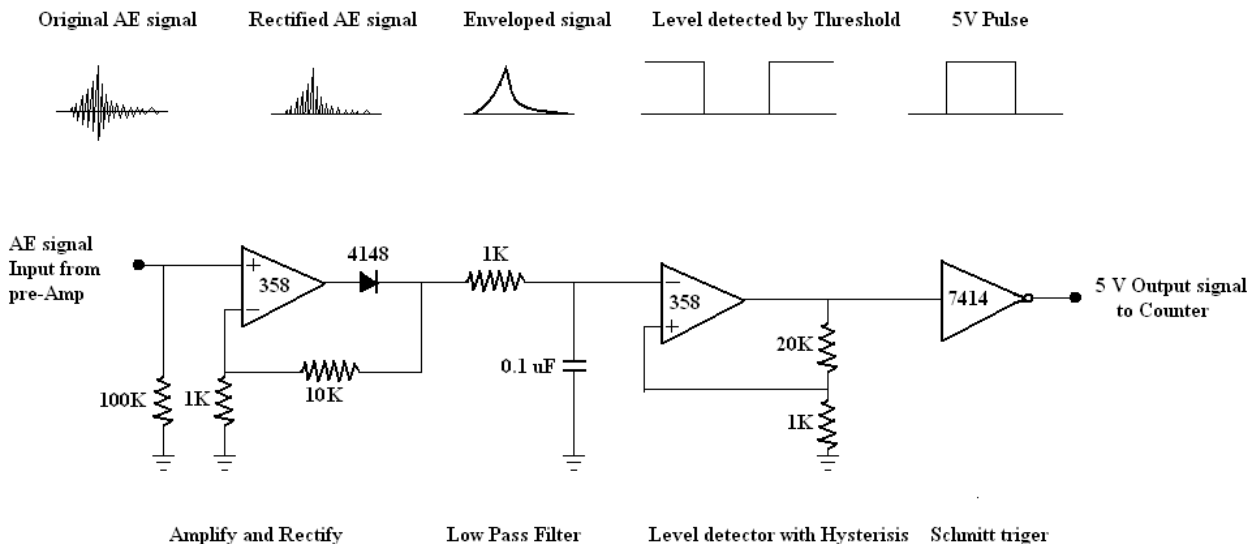 Original AE signal
Rectified AE signal
Enveloped signal
Level detected by Threshold
5V Pulse
AE signal
Input from
pre-Amp
358
4148
1K
358
7414
5 V Output signal
to Counter
100K
1K
10K
0.1 uF
20K
1K
Amplify and Rectify
Low Pass Filter
Level detector with Hysterisis
Schmitt triger